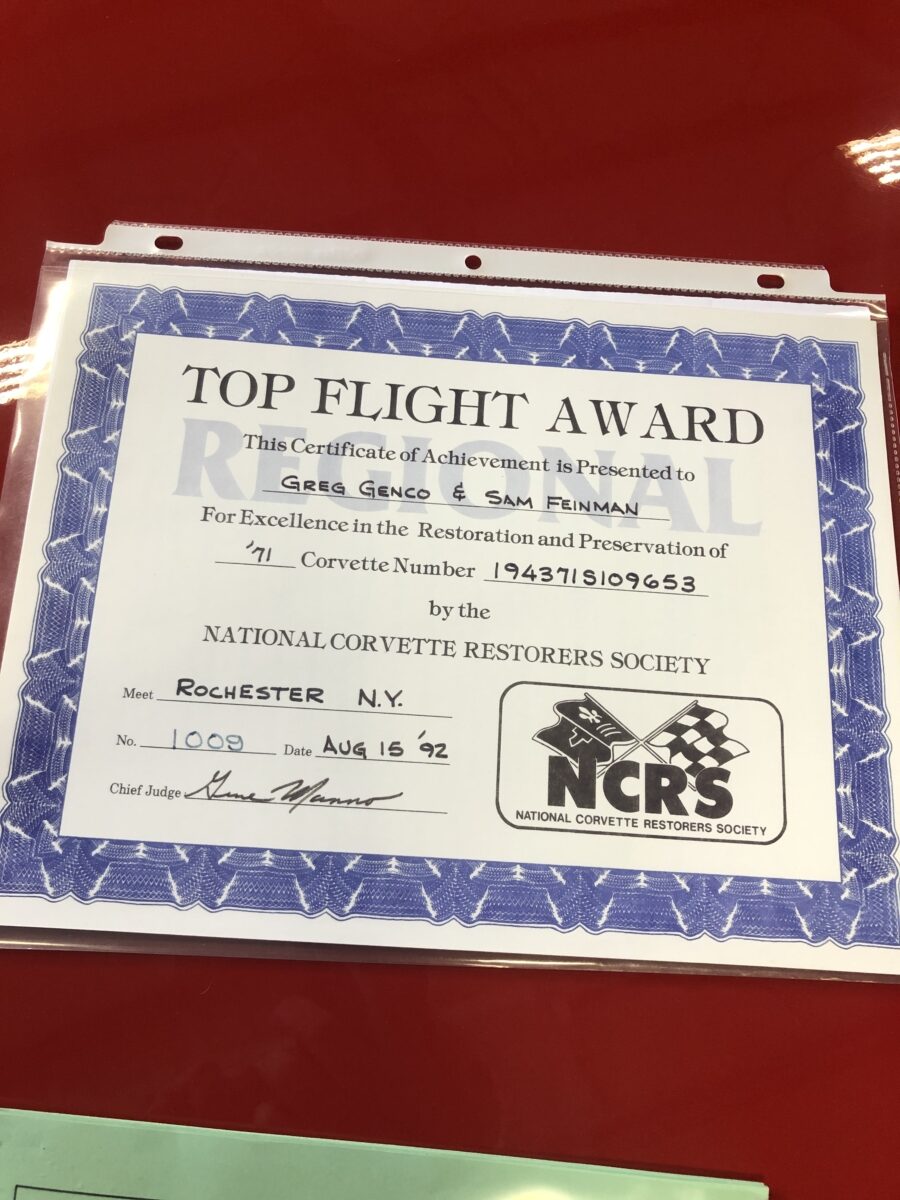 TOP FLIGHT AWARD
REGIONAL
This Certificate of Achievement is Presented to
GREG GENCO & SAM FEINMAN
For Excellence in the Restoration and Preservation of
'71 Corvette Number 194371S109653
by the
NATIONAL CORVETTE RESTORERS SOCIETY
Meet ROCHESTER N.Y.
No. 1009 Date AUG 15 '92
Chief Judge Gene Manno
NCRS
NATIONAL CORVETTE RESTORERS SOCIETY